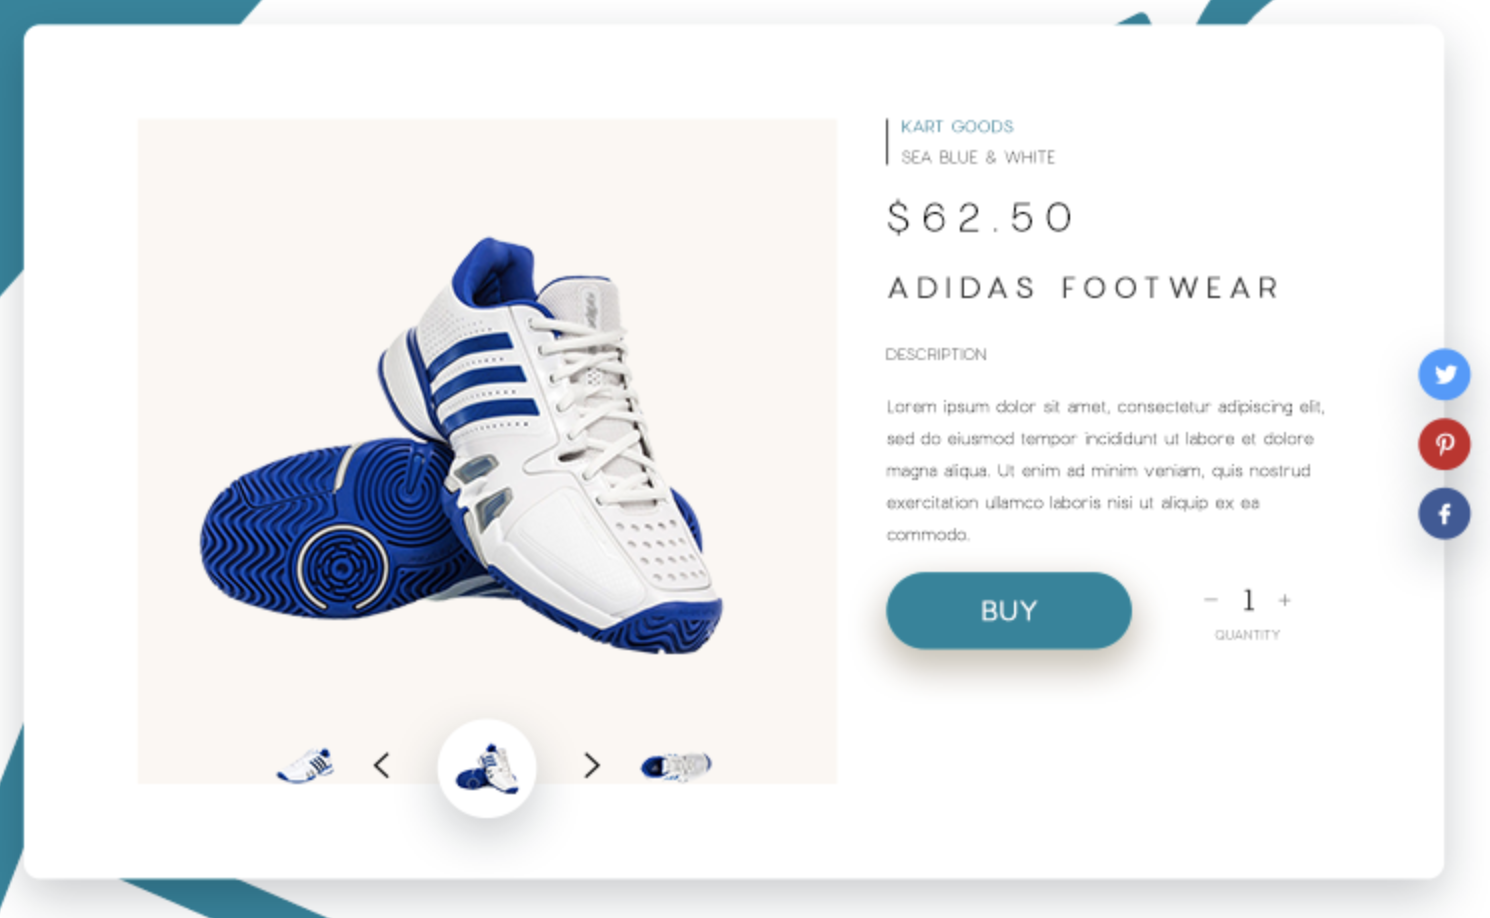 KART GOODS
SEA BLUE & WHITE
$62.50
ADIDAS FOOTWEAR
DESCRIPTION
Lorem ipsum dolor sit amet, consectetur adipiscing elit,
sed do eiusmod tempor incididunt ut labore et dolore
magna aliqua. Ut enim ad minim veniam, quis nostrud
exercitation ullamco laboris nisi ut aliquip ex ea
commodo.
BUY
− 1 +
QUANTITY